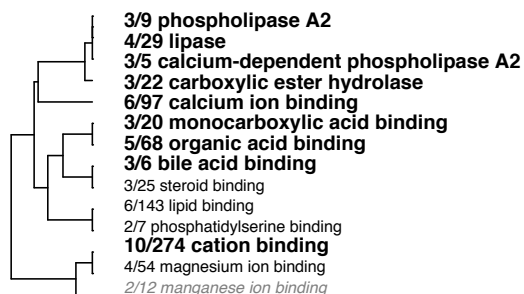 3/9 phospholipase A2
4/29 lipase
3/5 calcium-dependent phospholipase A2
3/22 carboxylic ester hydrolase
6/97 calcium ion binding
3/20 monocarboxylic acid binding
5/68 organic acid binding
3/6 bile acid binding
3/25 steroid binding
6/143 lipid binding
2/7 phosphatidylserine binding
10/274 cation binding
4/54 magnesium ion binding
2/12 manganese ion binding